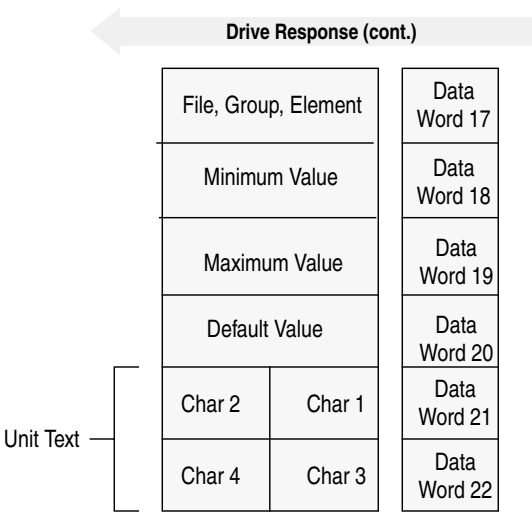 Drive Response (cont.)
File, Group, Element
Data
Word 17
Minimum Value
Data
Word 18
Maximum Value
Data
Word 19
Default Value
Data
Word 20
Unit Text
Char 2
Char 1
Data
Word 21
Char 4
Char 3
Data
Word 22